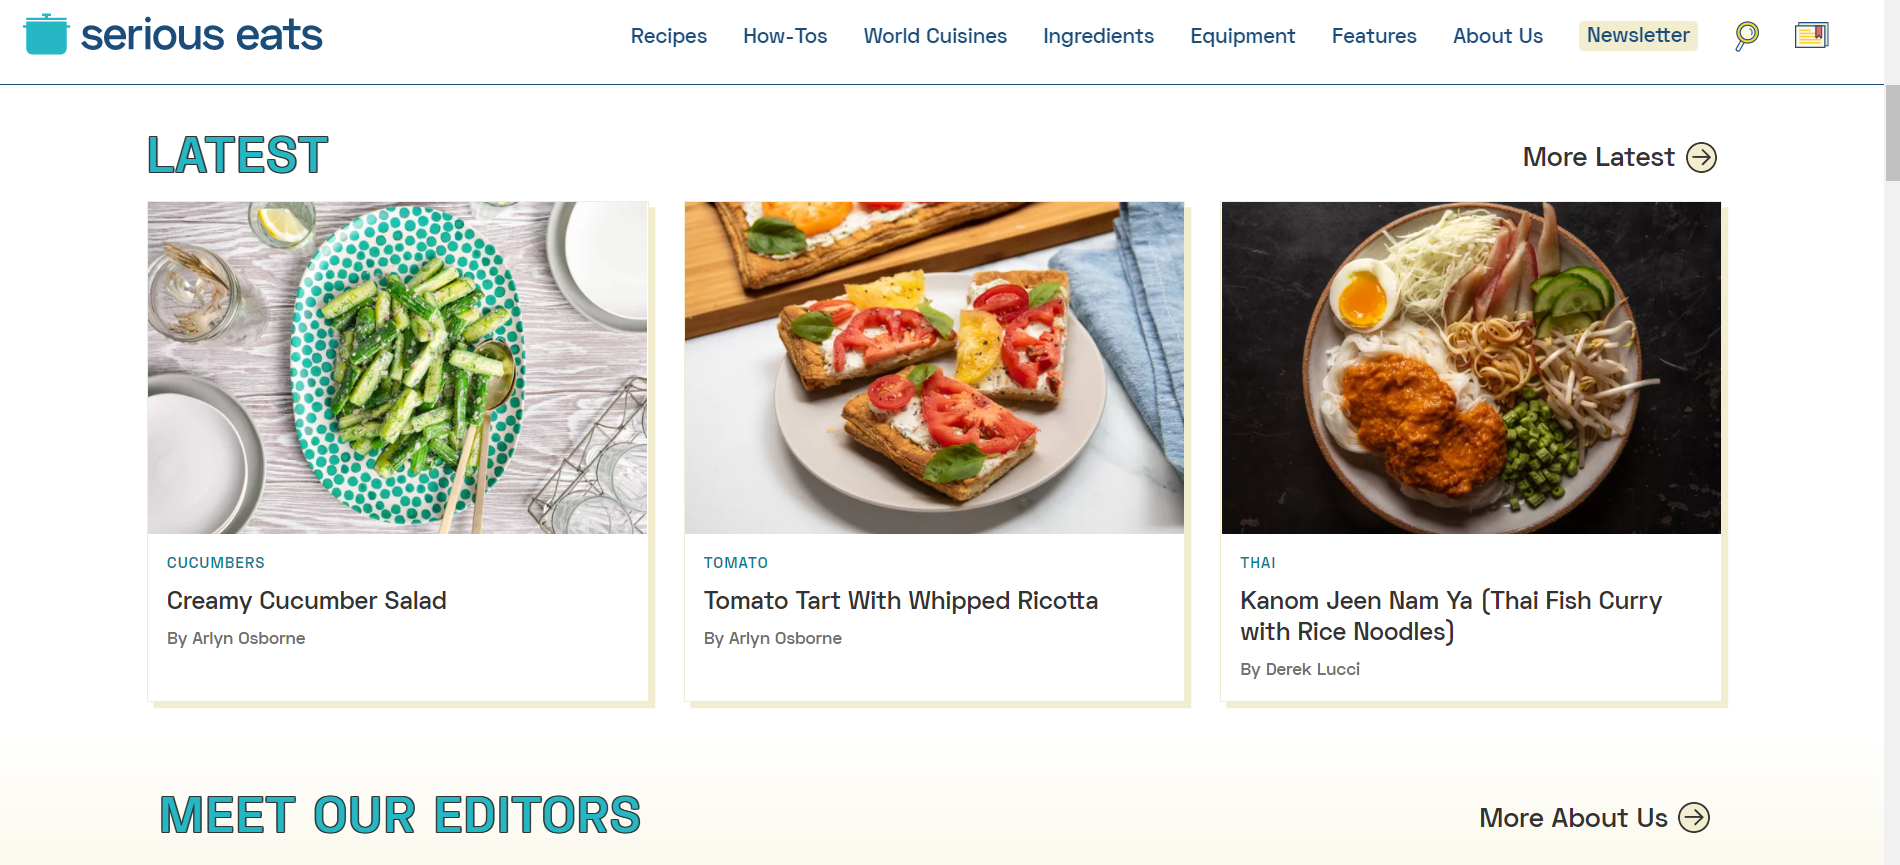 serious eats
Recipes How-Tos World Cuisines Ingredients Equipment Features About Us Newsletter
LATEST
More Latest
CUCUMBERS
Creamy Cucumber Salad
By Arlyn Osborne
TOMATO
Tomato Tart With Whipped Ricotta
By Arlyn Osborne
THAI
Kanom Jeen Nam Ya (Thai Fish Curry
with Rice Noodles)
By Derek Lucci
MEET OUR EDITORS
More About Us